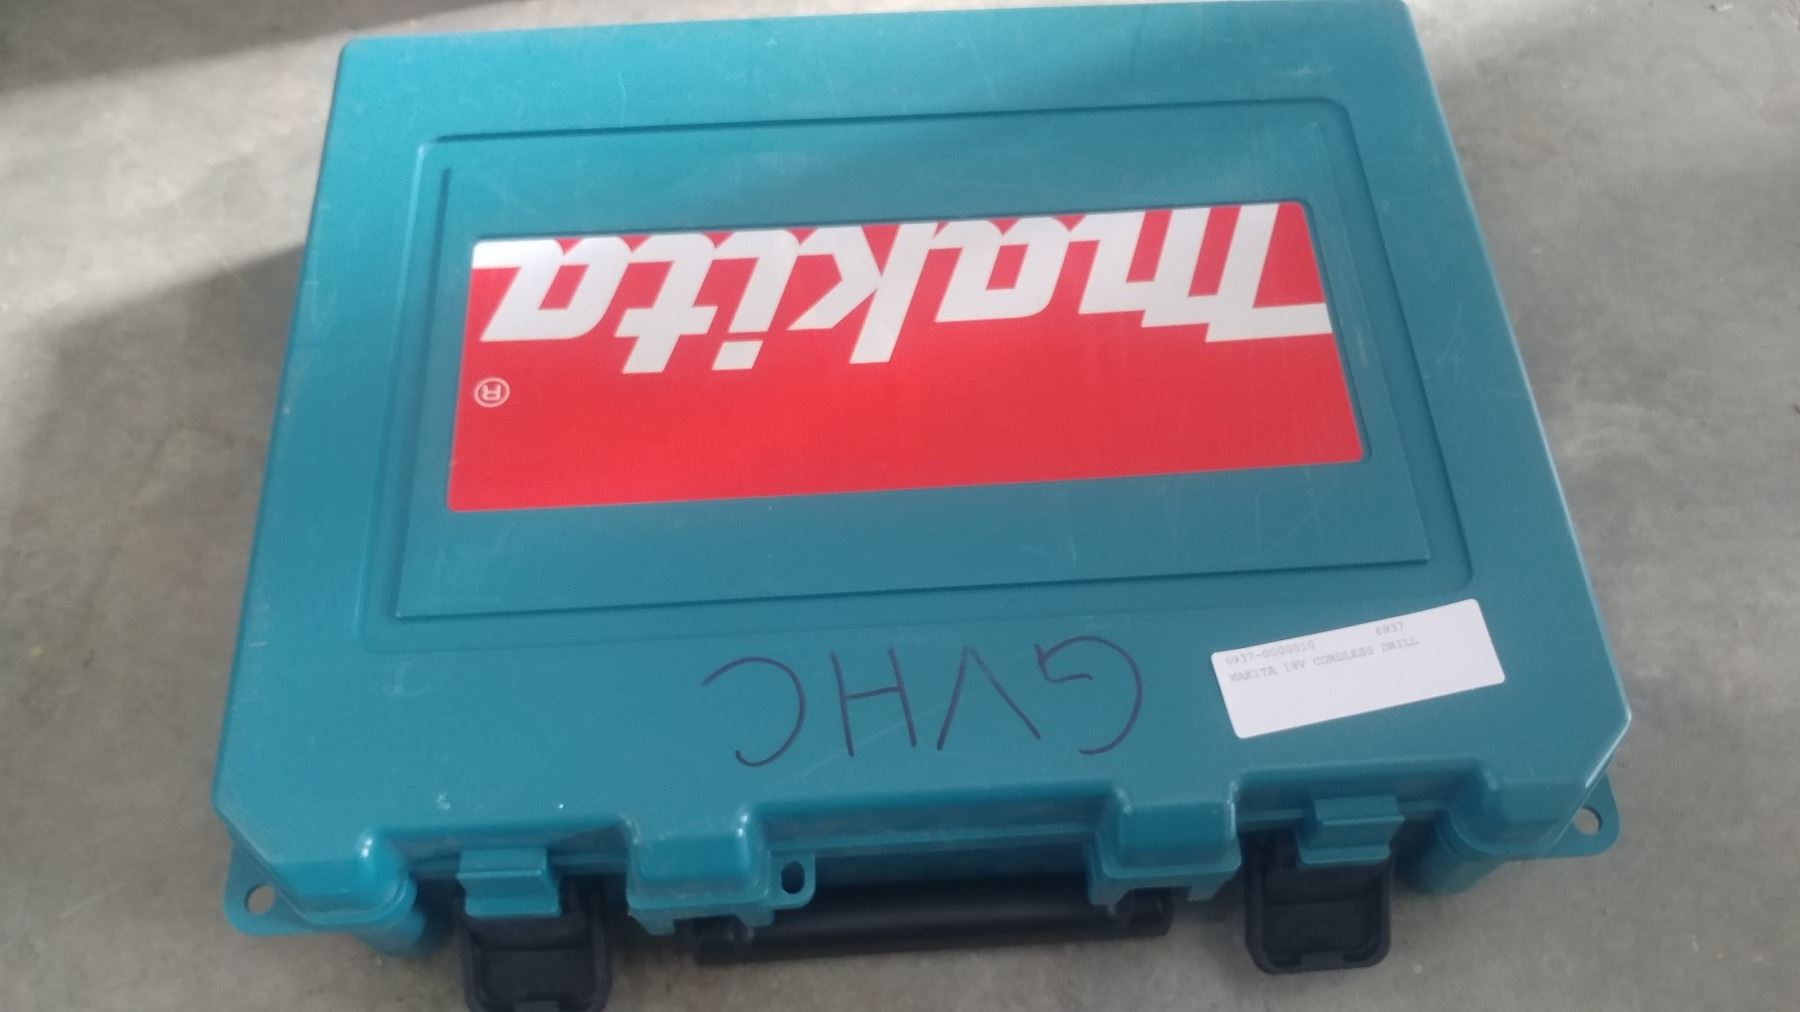 makita
®
GVHC
6937-0000010 6937
MAKITA 18V CORDLESS DRILL